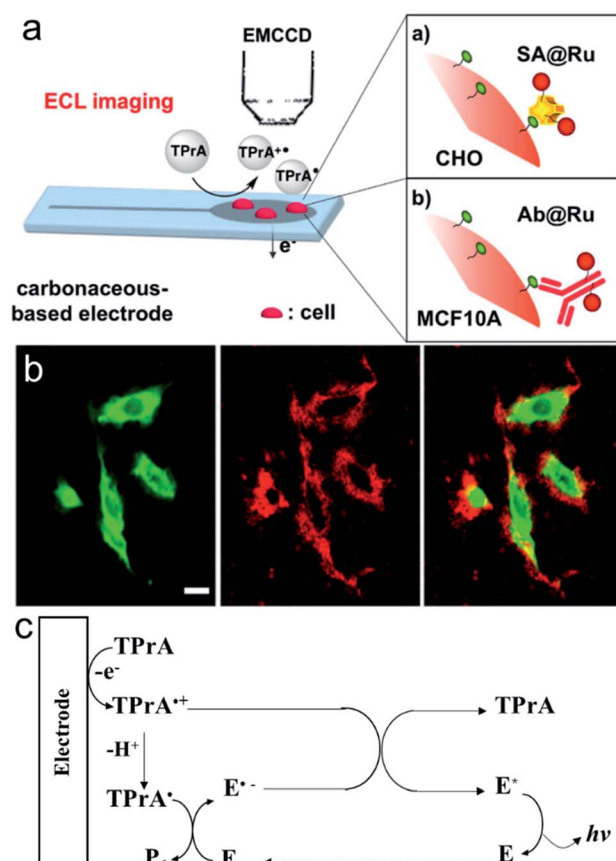 a
EMCCD
ECL imaging
TPrA
TPrA+•
TPrA•
e-
carbonaceous-
based electrode
: cell
a)
SA@Ru
CHO
b)
Ab@Ru
MCF10A
b
c
Electrode
TPrA
-e-
TPrA•+
TPrA
-H+
TPrA•
E•-
E*
P
E
E
hν